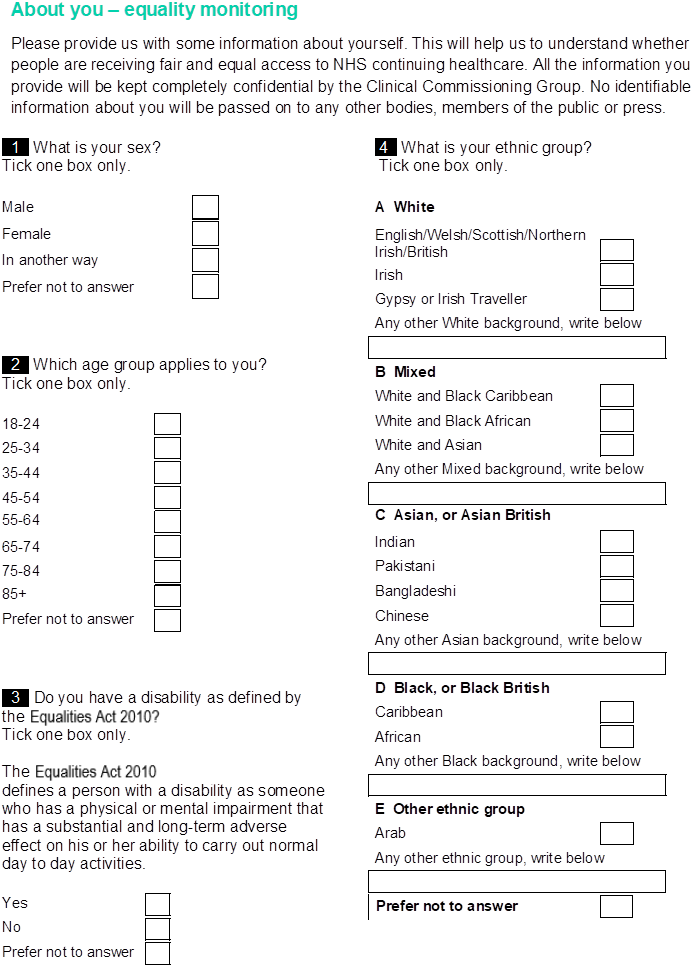 About you – equality monitoring
Please provide us with some information about yourself. This will help us to understand whether
people are receiving fair and equal access to NHS continuing healthcare. All the information you
provide will be kept completely confidential by the Clinical Commissioning Group. No identifiable
information about you will be passed on to any other bodies, members of the public or press.
1 What is your sex?
Tick one box only.
Male
Female
In another way
Prefer not to answer
2 Which age group applies to you?
Tick one box only.
18-24
25-34
35-44
45-54
55-64
65-74
75-84
85+
Prefer not to answer
3 Do you have a disability as defined by
the Equalities Act 2010?
Tick one box only.
The Equalities Act 2010
defines a person with a disability as someone
who has a physical or mental impairment that
has a substantial and long-term adverse
effect on his or her ability to carry out normal
day to day activities.
Yes
No
Prefer not to answer
4 What is your ethnic group?
Tick one box only.
A White
English/Welsh/Scottish/Northern
Irish/British
Irish
Gypsy or Irish Traveller
Any other White background, write below
B Mixed
White and Black Caribbean
White and Black African
White and Asian
Any other Mixed background, write below
C Asian, or Asian British
Indian
Pakistani
Bangladeshi
Chinese
Any other Asian background, write below
D Black, or Black British
Caribbean
African
Any other Black background, write below
E Other ethnic group
Arab
Any other ethnic group, write below
Prefer not to answer